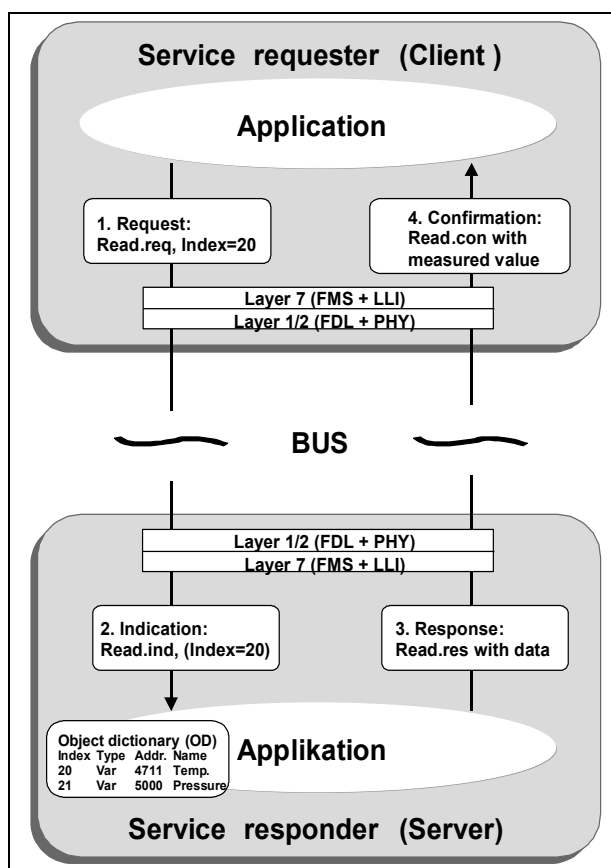 Service requester (Client )
Application
1. Request:
Read.req, Index=20
4. Confirmation:
Read.con with
measured value
Layer 7 (FMS + LLI)
Layer 1/2 (FDL + PHY)
BUS
Layer 1/2 (FDL + PHY)
Layer 7 (FMS + LLI)
2. Indication:
Read.ind, (Index=20)
3. Response:
Read.res with data
Object dictionary (OD)
Index Type Addr. Name
20 Var 4711 Temp.
21 Var 5000 Pressure
Applikation
Service responder (Server)